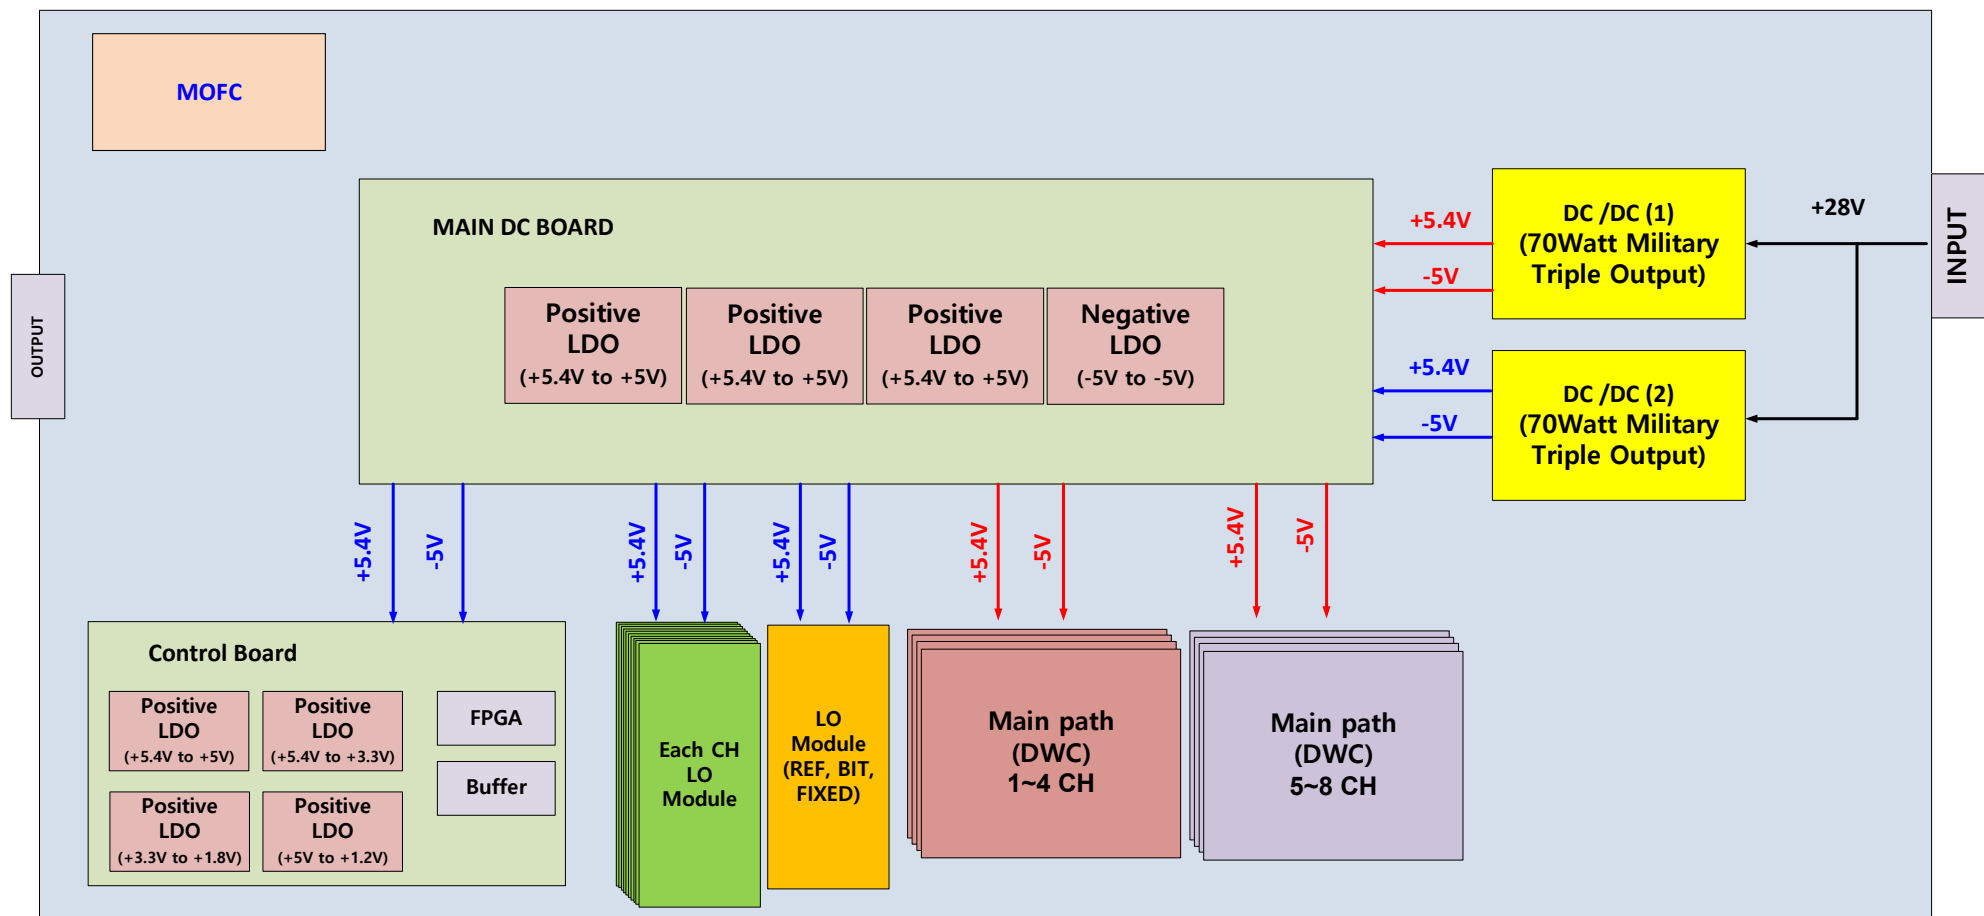 MOFC
MAIN DC BOARD
Positive
LDO
(+5.4V to +5V)
Positive
LDO
(+5.4V to +5V)
Positive
LDO
(+5.4V to +5V)
Negative
LDO
(-5V to -5V)
+5.4V
-5V
+5.4V
-5V
DC /DC (1)
(70Watt Military
Triple Output)
DC /DC (2)
(70Watt Military
Triple Output)
+28V
INPUT
OUTPUT
+5.4V
-5V
+5.4V
-5V
+5.4V
-5V
+5.4V
-5V
+5.4V
-5V
Control Board
Positive
LDO
(+5.4V to +5V)
Positive
LDO
(+5.4V to +3.3V)
FPGA
Positive
LDO
(+3.3V to +1.8V)
Positive
LDO
(+5V to +1.2V)
Buffer
Each CH
LO
Module
LO
Module
(REF, BIT,
FIXED)
Main path
(DWC)
1~4 CH
Main path
(DWC)
5~8 CH